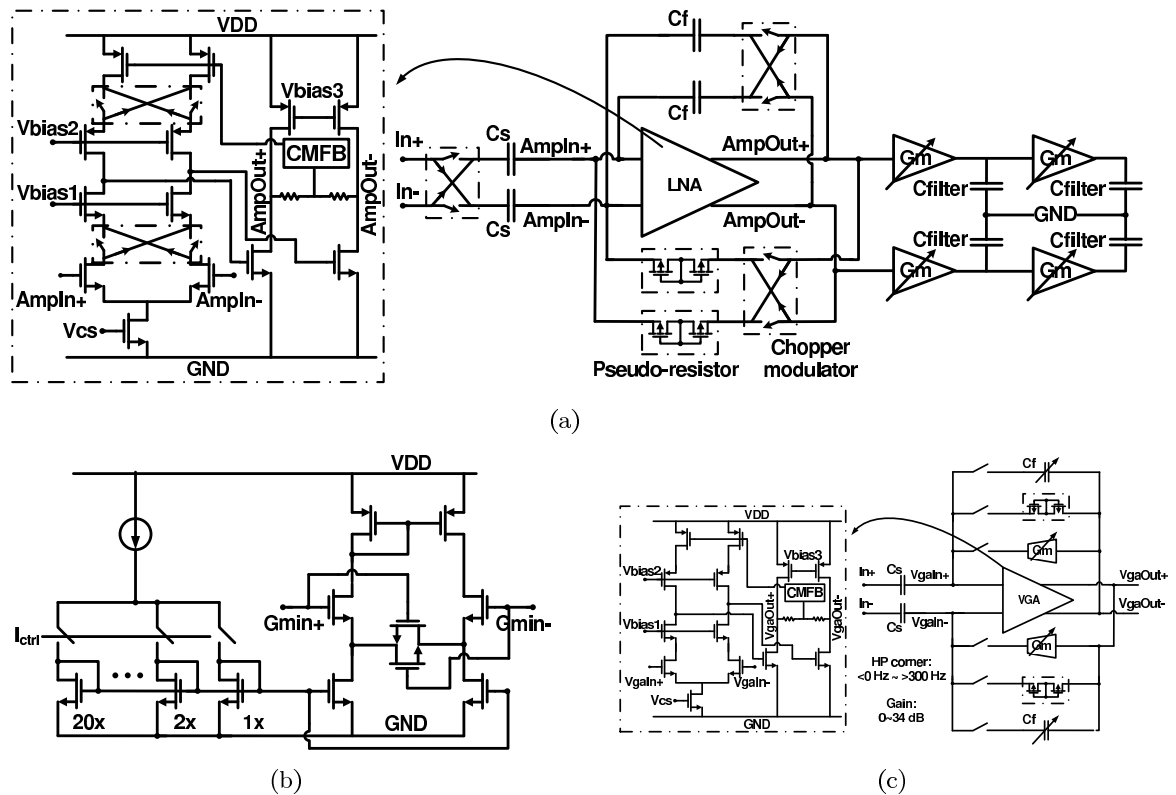 VDD
Vbias3
Vbias2
CMFB
Vbias1
AmpOut+
AmpOut-
AmpIn+
AmpIn-
Vcs
GND
In+
In-
Cs
Cs
AmpIn+
AmpIn-
Cf
Cf
LNA
AmpOut+
AmpOut-
Pseudo-resistor
Chopper
modulator
Gm
Gm
Cfilter
Cfilter
GND
Cfilter
Cfilter
Gm
Gm
(a)
VDD
Ictrl
Gmin+
Gmin-
20x
2x
1x
GND
(b)
VDD
Vbias3
Vbias2
CMFB
Vbias1
VgaOut+
VgaOut-
VgaIn+
VgaIn-
Vcs
GND
Cf
Gm
In+
Cs
VgaIn+
VgaOut+
In-
Cs
VgaIn-
VGA
VgaOut-
Gm
HP corner:
<0 Hz ~ >300 Hz
Gain:
0~34 dB
Cf
(c)